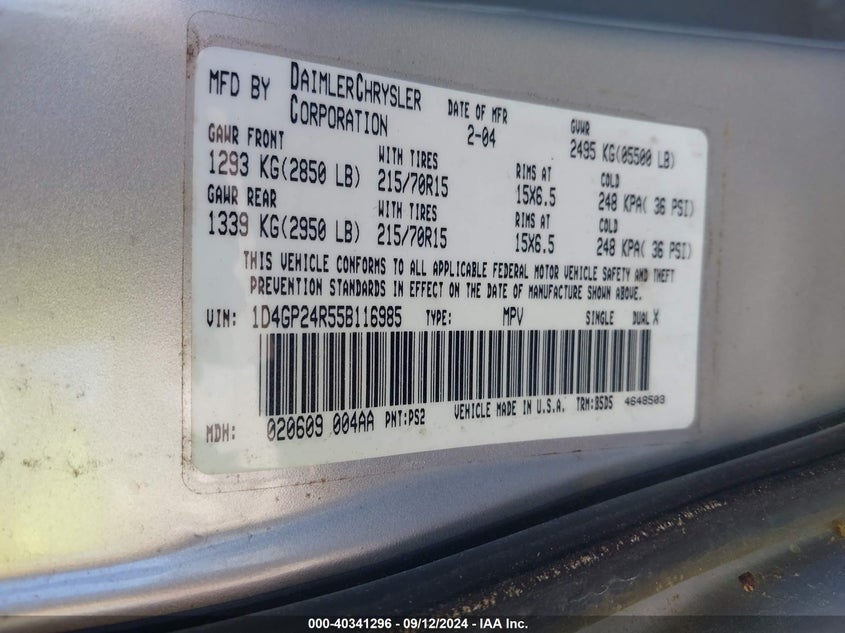 MFD BY DAIMLERCHRYSLER CORPORATION DATE OF MFR 2-04 GVWR 2495 KG(05500 LB)
GAWR FRONT WITH TIRES RIMS AT COLD
1293 KG(2850 LB) 215/70R15 15X6.5 248 KPA( 36 PSI)
GAWR REAR WITH TIRES RIMS AT COLD
1339 KG(2950 LB) 215/70R15 15X6.5 248 KPA( 36 PSI)
THIS VEHICLE CONFORMS TO ALL APPLICABLE FEDERAL MOTOR VEHICLE SAFETY AND THEFT
PREVENTION STANDARDS IN EFFECT ON THE DATE OF MANUFACTURE SHOWN ABOVE.
VIN: 1D4GP24R55B116985 TYPE: MPV SINGLE DUAL X
MDH: 020609 004AA PNT:PS2 VEHICLE MADE IN U.S.A. TRM:B5D5 4648503
000-40341296 - 09/12/2024 - IAA Inc.